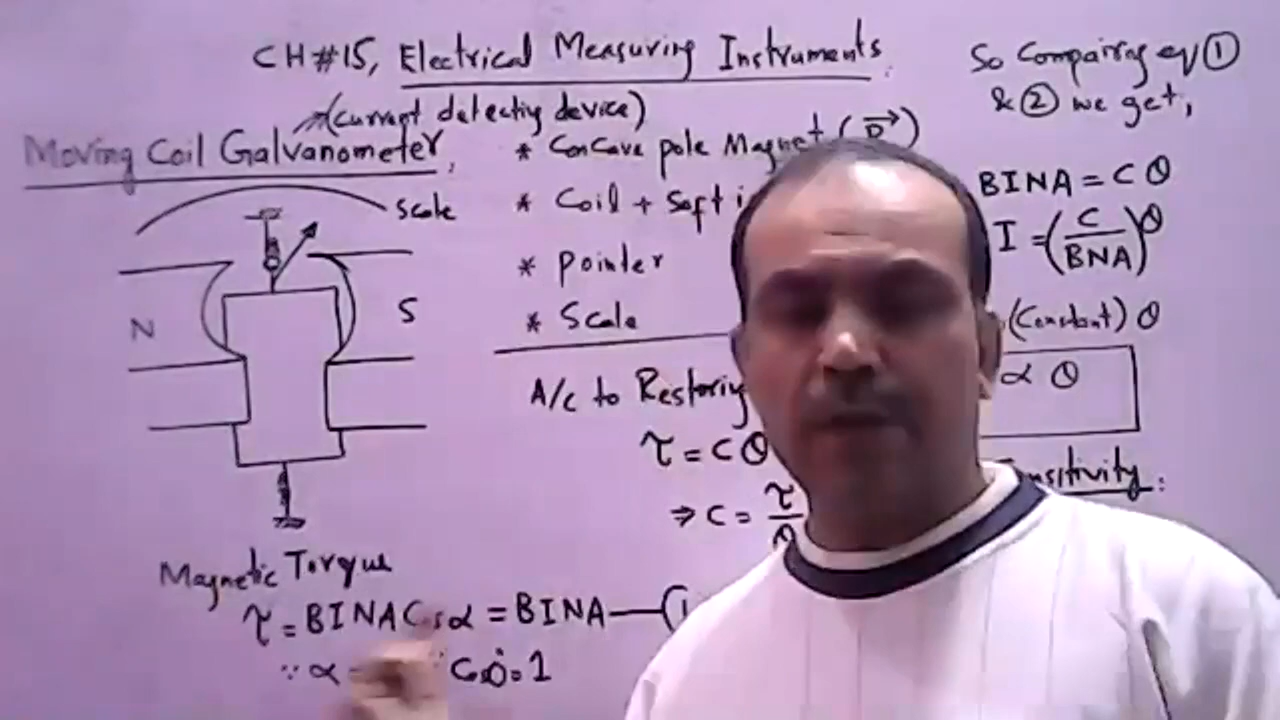 CH#15, Electrical Measuring Instruments.
(current detecting device)
Moving Coil Galvanometer,
scale
N
S
Magnetic Torque
τ = BINA Cos α = BINA — (1
∵ α = Cos0° = 1
* Concave pole Magnet (B→)
* Coil + Soft i
* pointer
* Scale
A/c to Restoring
τ = C θ
⇒ C = τ/θ
So Comparing eq ①
& ② we get,
BINA = C θ
I = (C/BNA) θ
(Constant) θ
∝ θ
nsitivity: